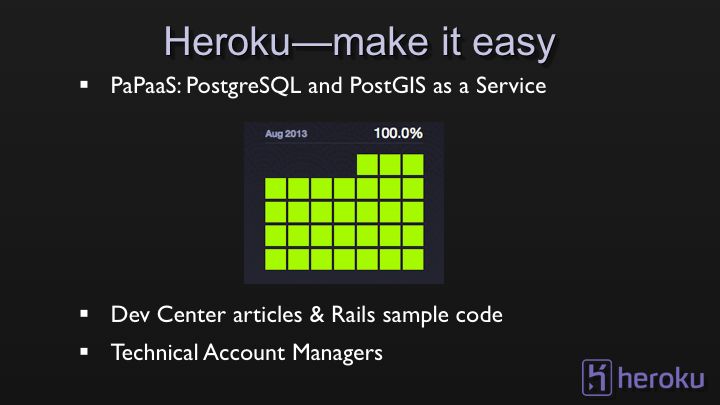 Heroku—make it easy
▪ PaPaaS: PostgreSQL and PostGIS as a Service
Aug 2013 100.0%
▪ Dev Center articles & Rails sample code
▪ Technical Account Managers
heroku